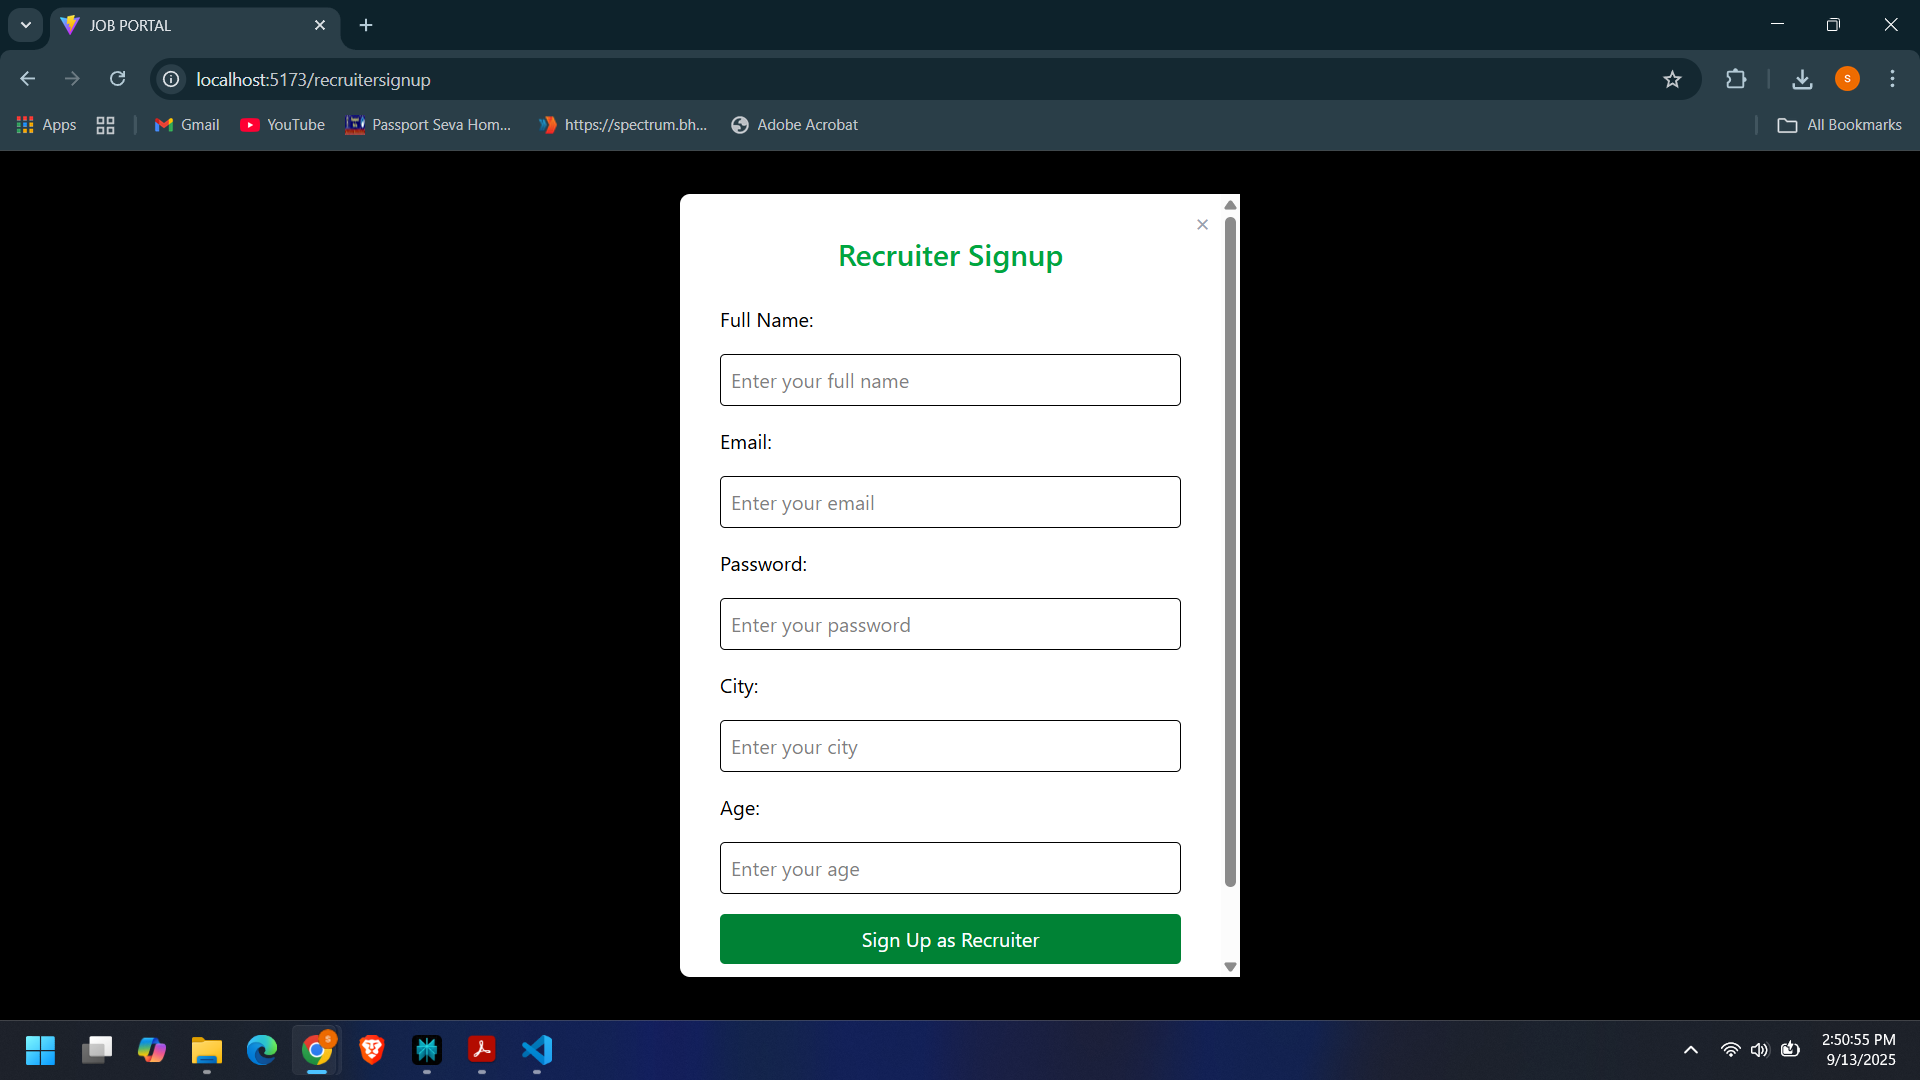 JOB PORTAL
localhost:5173/recruitersignup
S
Apps
Gmail
YouTube
Passport Seva Hom...
https://spectrum.bh...
Adobe Acrobat
All Bookmarks
Recruiter Signup
Full Name:
Enter your full name
Email:
Enter your email
Password:
Enter your password
City:
Enter your city
Age:
Enter your age
Sign Up as Recruiter
2:50:55 PM
9/13/2025